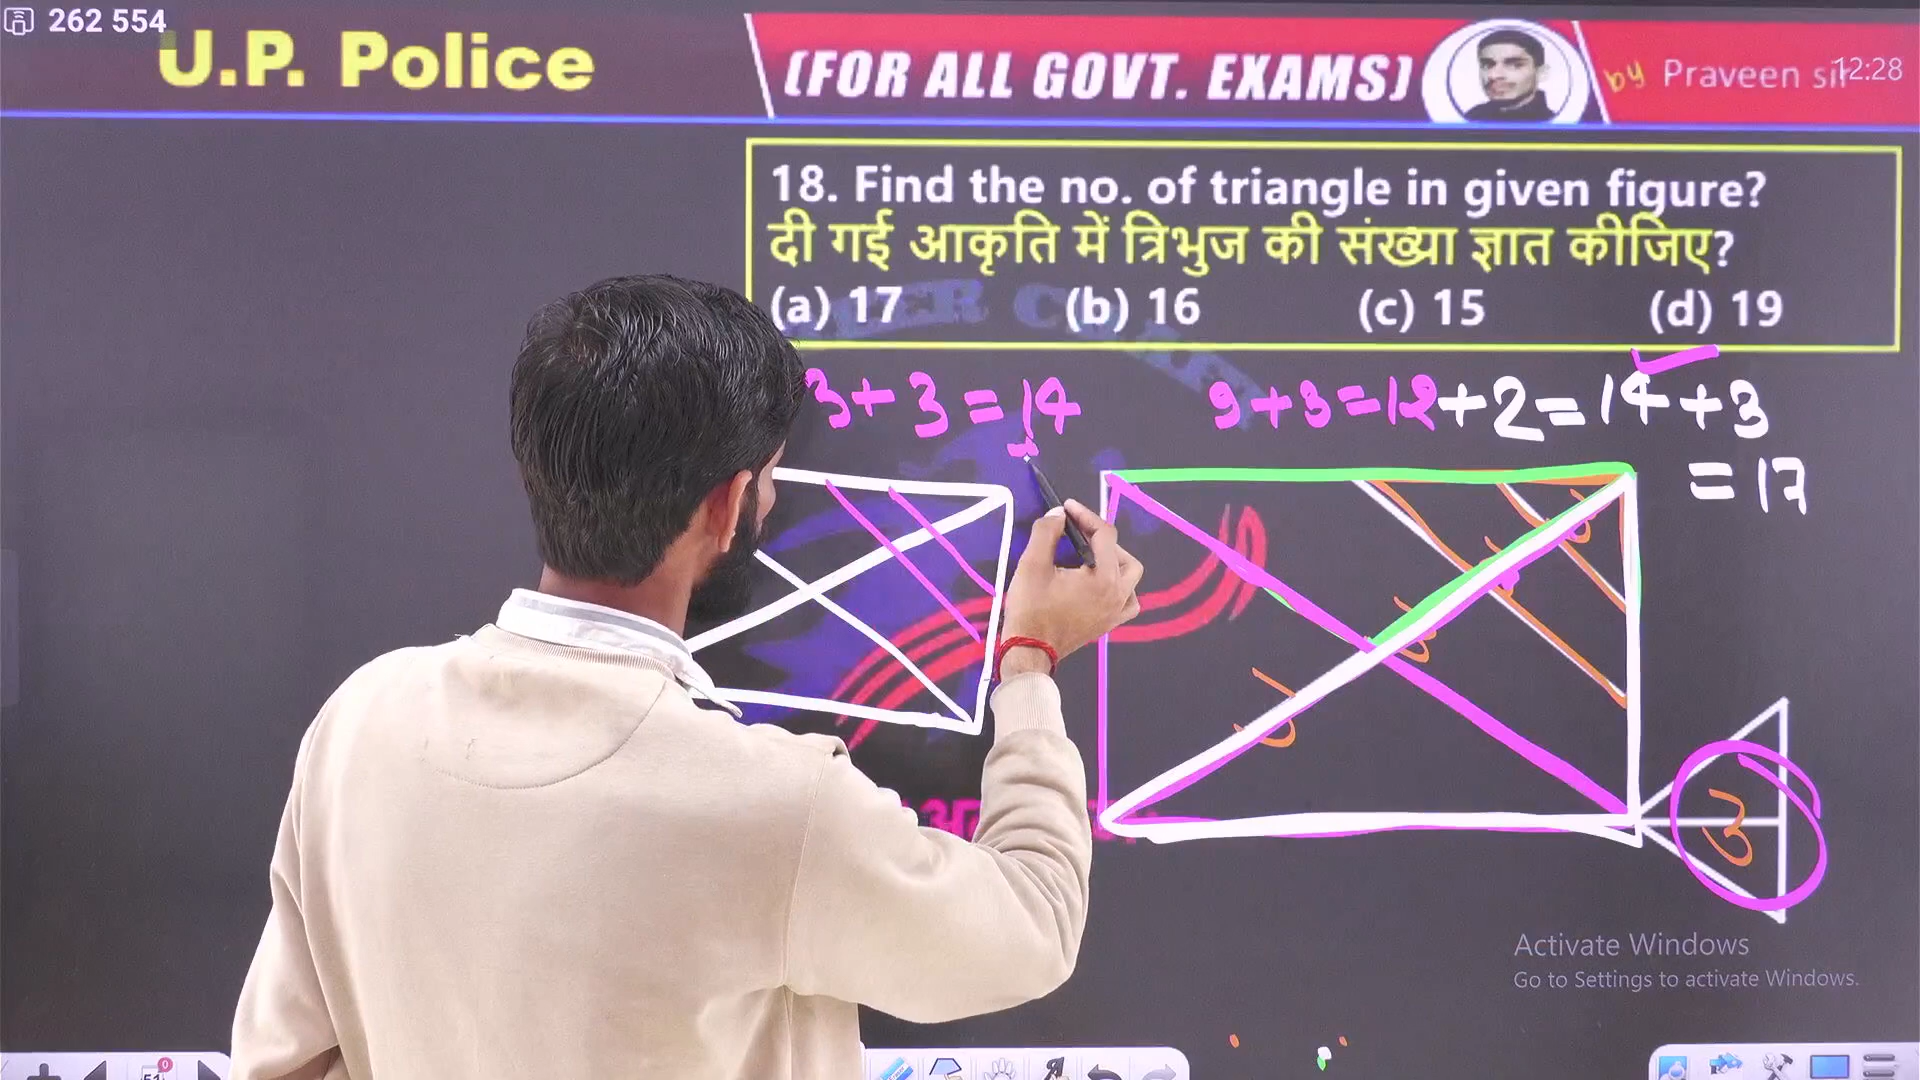 262 554
U.P. Police
(FOR ALL GOVT. EXAMS)
by Praveen sir
12:28
18. Find the no. of triangle in given figure?
दी गई आकृति में त्रिभुज की संख्या ज्ञात कीजिए?
(a) 17 (b) 16 (c) 15 (d) 19
3+3=14
9+3=12+2=14+3
=17
3
Activate Windows
Go to Settings to activate Windows.
51